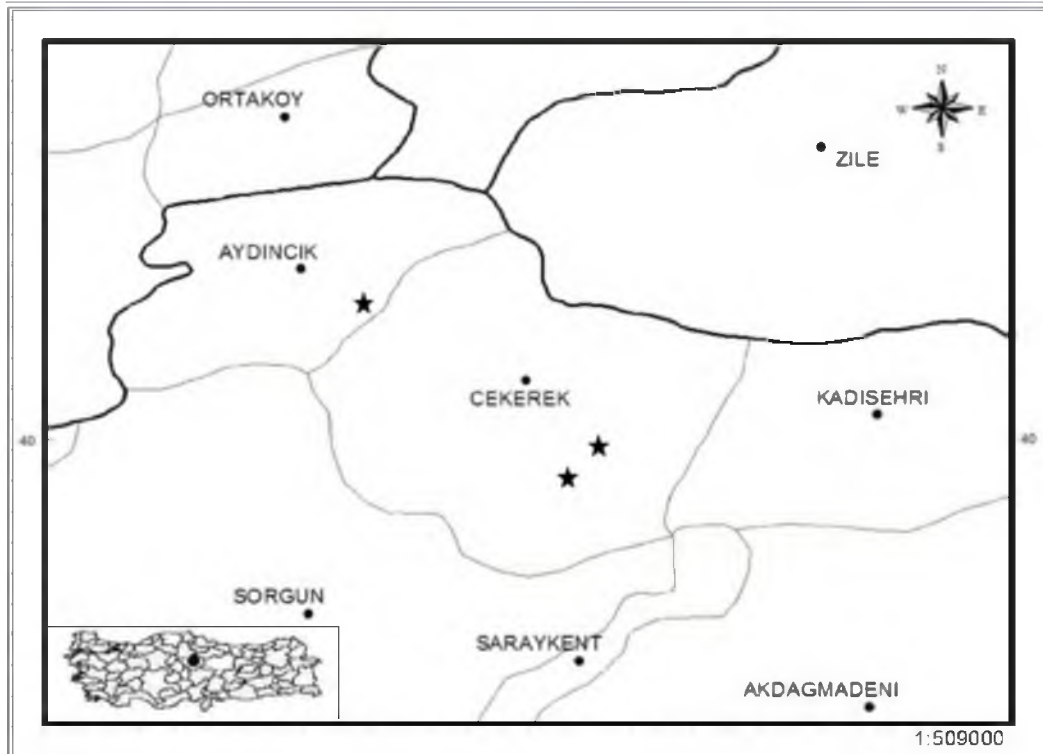 N
W E
S
ORTAKOY
ZILE
AYDINCIK
CEKEREK
KADISEHRI
40 40
SORGUN
SARAYKENT
AKDAGMADENI
1:509000